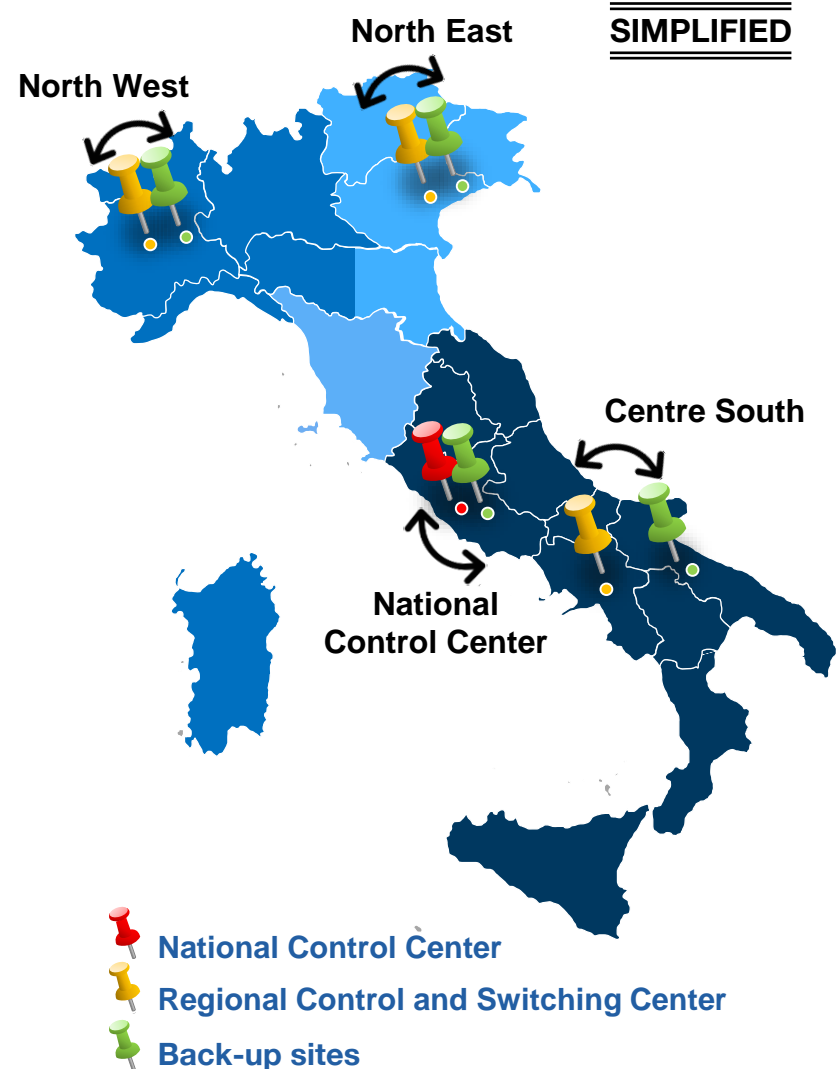 SIMPLIFIED
North East
North West
Centre South
National
Control Center
National Control Center
Regional Control and Switching Center
Back-up sites